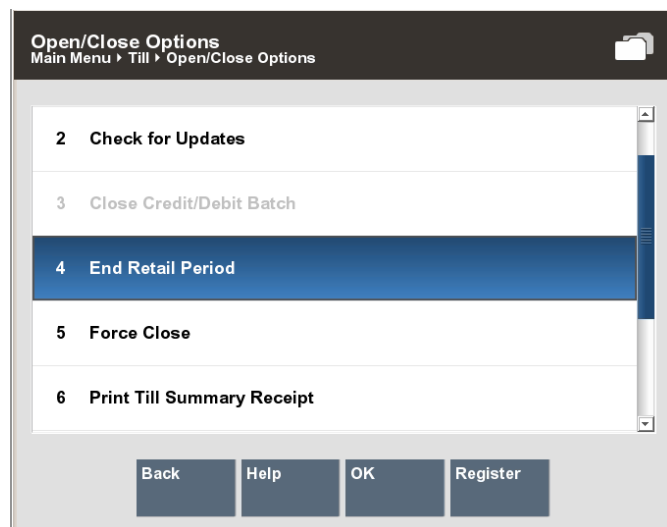 Open/Close Options
Main Menu ▸ Till ▸ Open/Close Options
2 Check for Updates
3 Close Credit/Debit Batch
4 End Retail Period
5 Force Close
6 Print Till Summary Receipt
Back Help OK Register